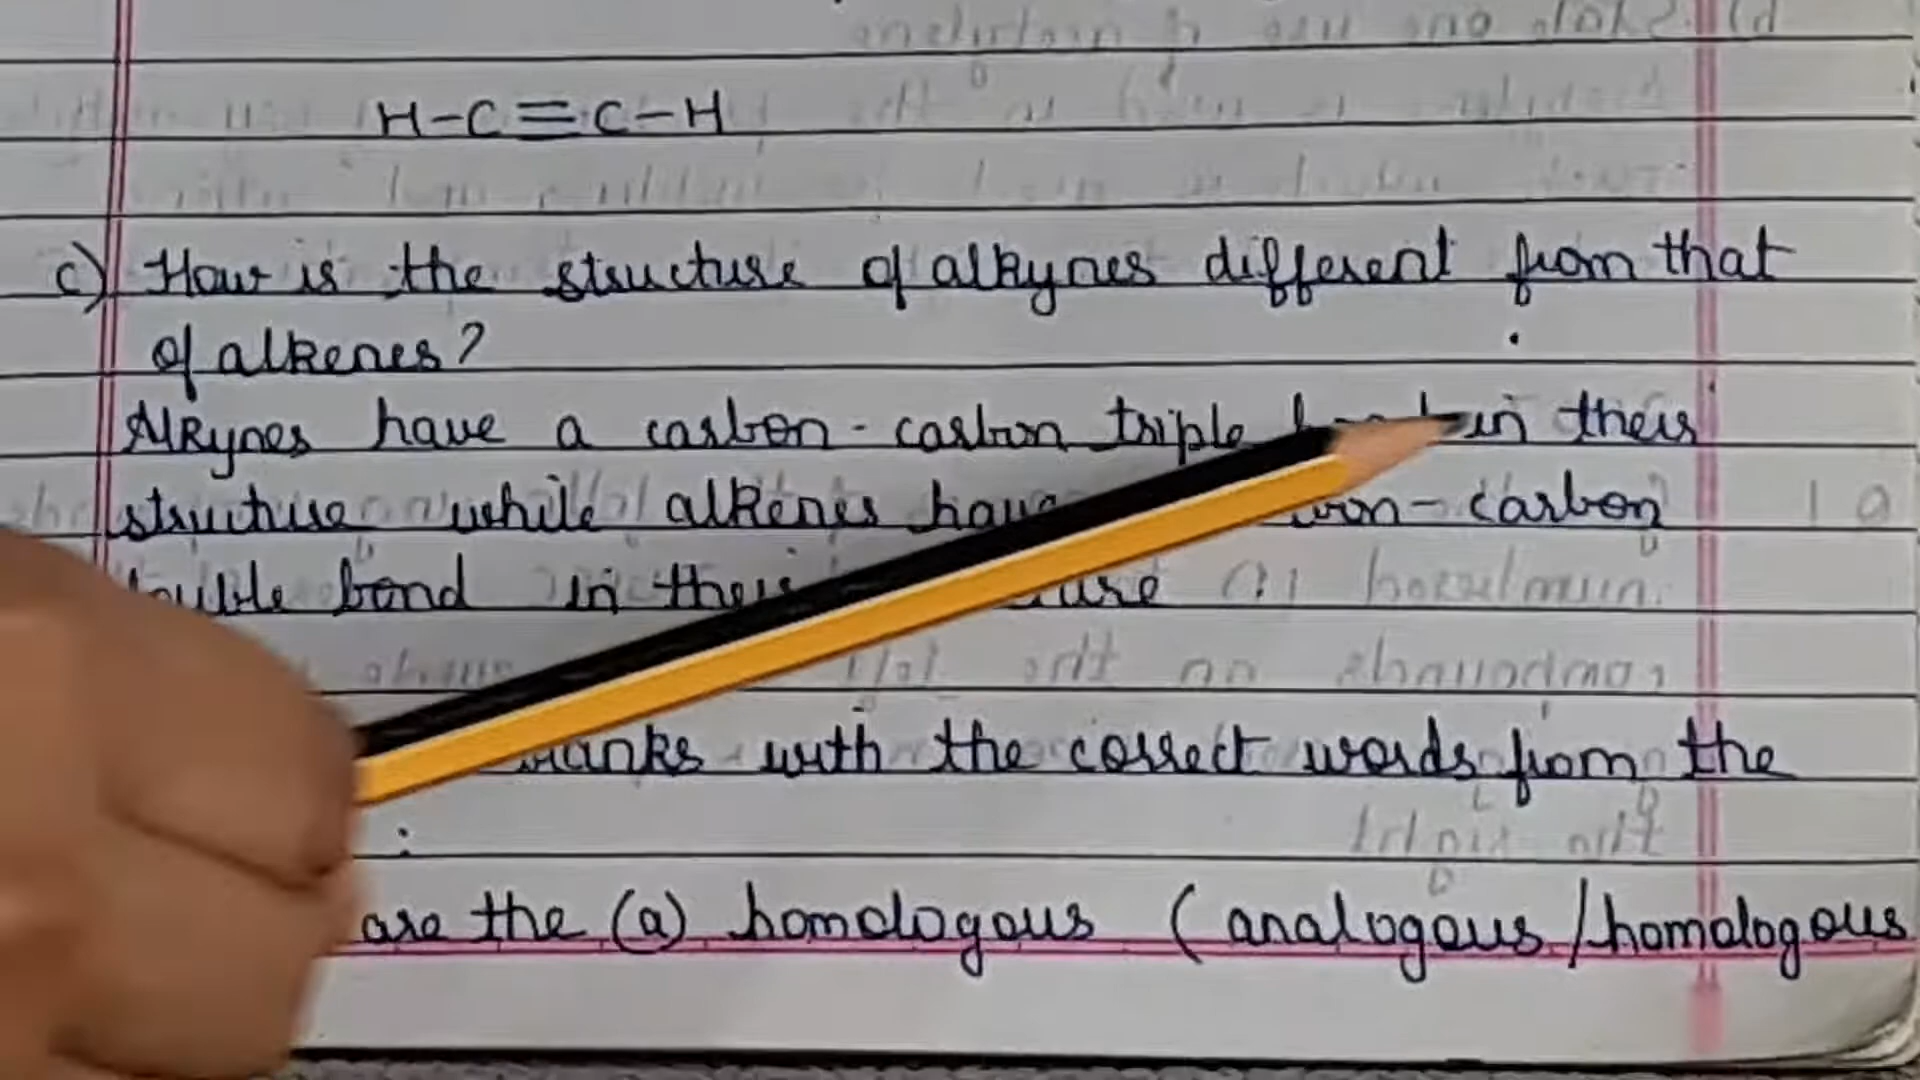 H-C≡C-H
c) How is the structure of alkynes different from that
of alkenes?
Alkynes have a carbon-carbon triple in their
structure while alkenes have -carbon
double bond in their
with the correct words from the
are the (a) homologous (analogous/homologous